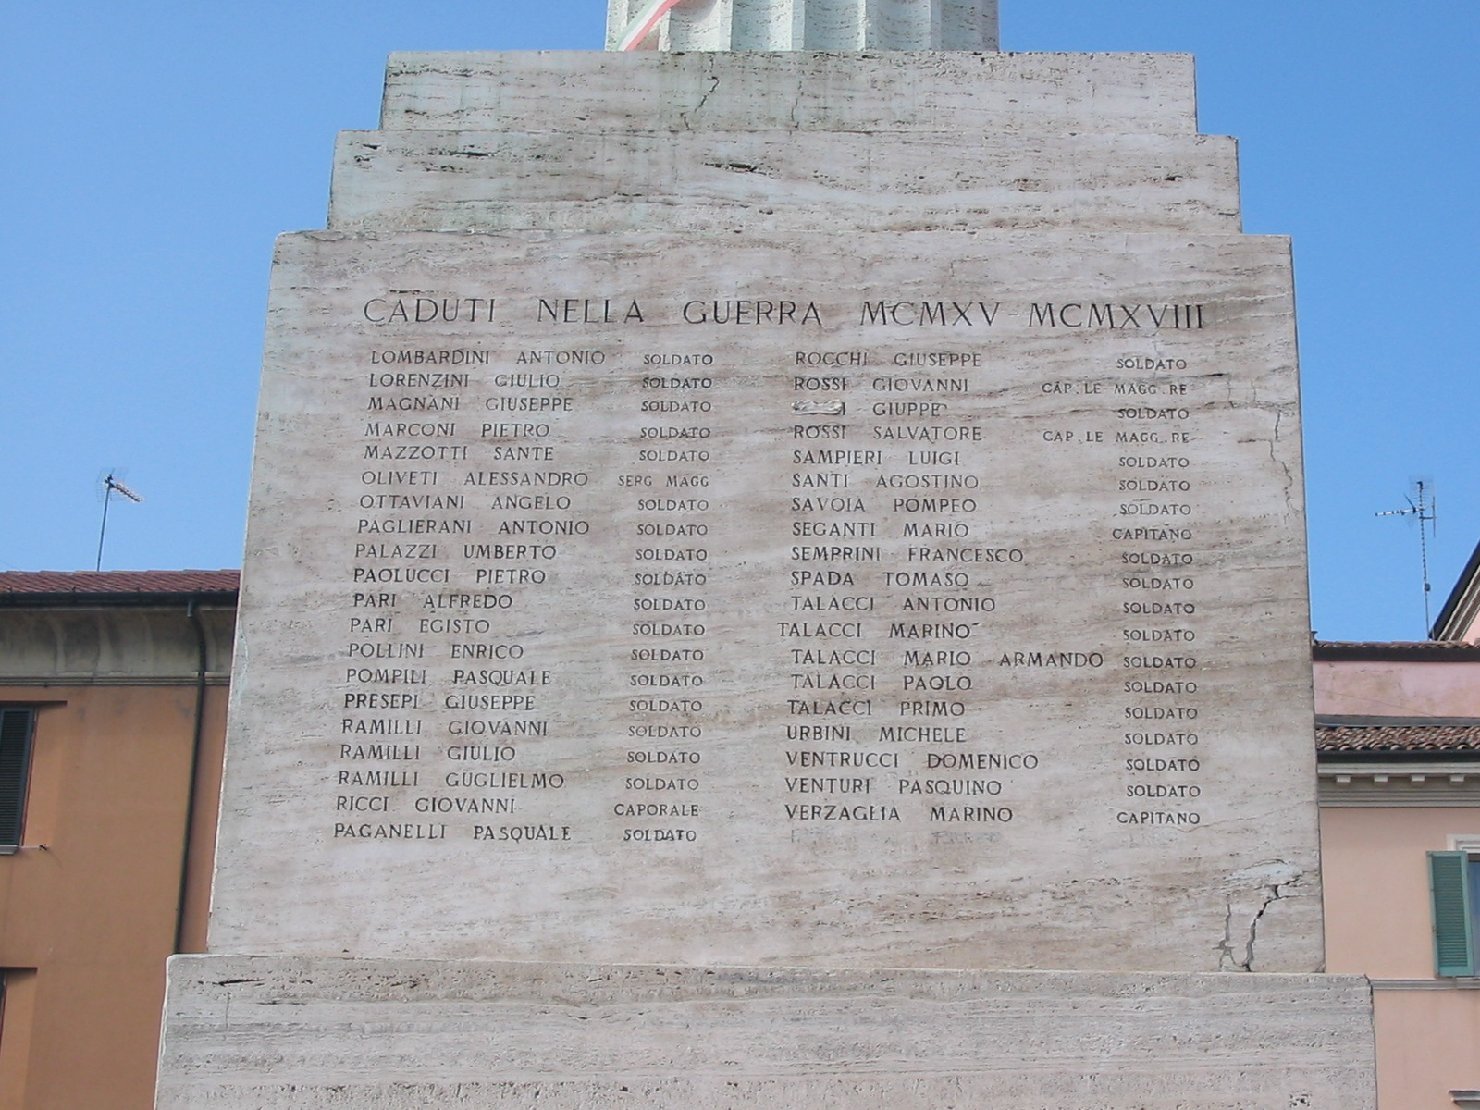 CADUTI NELLA GUERRA MCMXV MCMXVIII
LOMBARDINI ANTONIO SOLDATO
LORENZINI GIULIO SOLDATO
MAGNANI GIUSEPPE SOLDATO
MARCONI PIETRO SOLDATO
MAZZOTTI SANTE SOLDATO
OLIVETI ALESSANDRO SERG MAGG
OTTAVIANI ANGELO SOLDATO
PAGLIERANI ANTONIO SOLDATO
PALAZZI UMBERTO SOLDATO
PAOLUCCI PIETRO SOLDATO
PARI ALFREDO SOLDATO
PARI EGISTO SOLDATO
POLLINI ENRICO SOLDATO
POMPILI PASQUALE SOLDATO
PRESEPI GIUSEPPE SOLDATO
RAMILLI GIOVANNI SOLDATO
RAMILLI GIULIO SOLDATO
RAMILLI GUGLIELMO SOLDATO
RICCI GIOVANNI CAPORALE
PAGANELLI PASQUALE SOLDATO
ROCCHI GIUSEPPE SOLDATO
ROSSI GIOVANNI CAP.LE MAGG.RE
GIUPPE SOLDATO
ROSSI SALVATORE CAP.LE MAGG.RE
SAMPIERI LUIGI SOLDATO
SANTI AGOSTINO SOLDATO
SAVOIA POMPEO SOLDATO
SEGANTI MARIO CAPITANO
SEMPRINI FRANCESCO SOLDATO
SPADA TOMASO SOLDATO
TALACCI ANTONIO SOLDATO
TALACCI MARINO SOLDATO
TALACCI MARIO ARMANDO SOLDATO
TALACCI PAOLO SOLDATO
TALACCI PRIMO SOLDATO
URBINI MICHELE SOLDATO
VENTRUCCI DOMENICO SOLDATO
VENTURI PASQUINO SOLDATO
VERZAGLIA MARINO CAPITANO